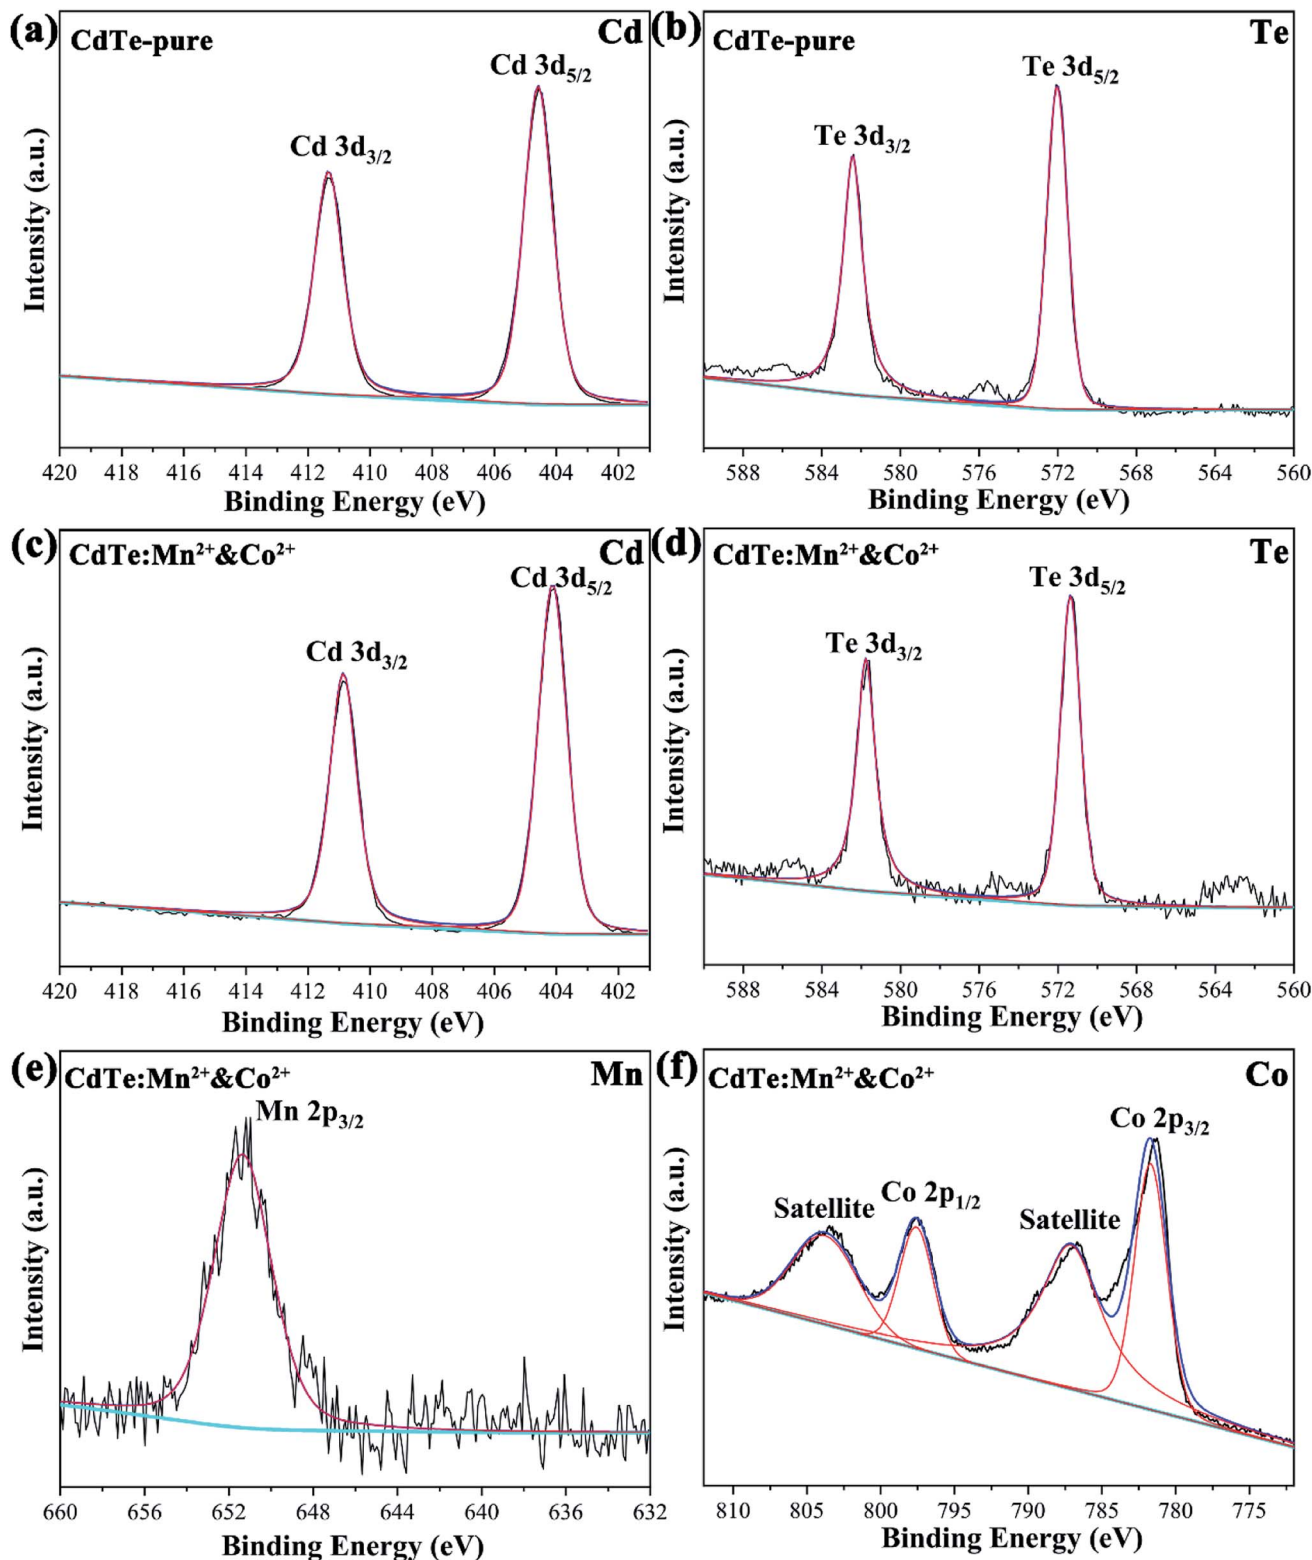 (a) CdTe-pure Cd
Cd 3d5/2
Cd 3d3/2
Intensity (a.u.)
420 418 416 414 412 410 408 406 404 402
Binding Energy (eV)
(b) CdTe-pure Te
Te 3d5/2
Te 3d3/2
Intensity (a.u.)
588 584 580 576 572 568 564 560
Binding Energy (eV)
(c) CdTe:Mn²⁺&Co²⁺ Cd
Cd 3d5/2
Cd 3d3/2
Intensity (a.u.)
420 418 416 414 412 410 408 406 404 402
Binding Energy (eV)
(d) CdTe:Mn²⁺&Co²⁺ Te
Te 3d5/2
Te 3d3/2
Intensity (a.u.)
588 584 580 576 572 568 564 560
Binding Energy (eV)
(e) CdTe:Mn²⁺&Co²⁺ Mn
Mn 2p3/2
Intensity (a.u.)
660 656 652 648 644 640 636 632
Binding Energy (eV)
(f) CdTe:Mn²⁺&Co²⁺ Co
Co 2p3/2
Satellite Co 2p1/2 Satellite
Intensity (a.u.)
810 805 800 795 790 785 780 775
Binding Energy (eV)